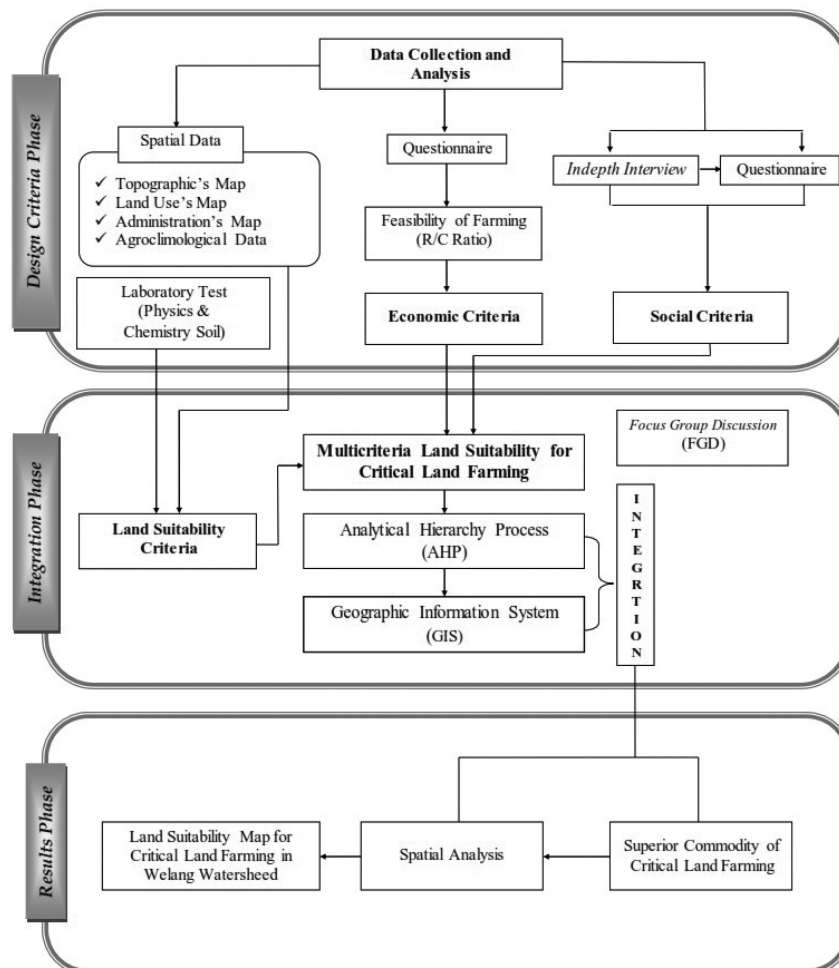 Design Criteria Phase
Data Collection and
Analysis
Spatial Data
✓ Topographic's Map
✓ Land Use's Map
✓ Administration's Map
✓ Agroclimological Data
Laboratory Test
(Physics &
Chemistry Soil)
Questionnaire
Feasibility of Farming
(R/C Ratio)
Economic Criteria
Indepth Interview
Questionnaire
Social Criteria
Integration Phase
Focus Group Discussion
(FGD)
Multicriteria Land Suitability for
Critical Land Farming
Land Suitability
Criteria
Analytical Hierarchy Process
(AHP)
Geographic Information System
(GIS)
I
N
T
E
G
R
T
I
O
N
Results Phase
Land Suitability Map for
Critical Land Farming in
Welang Watersheed
Spatial Analysis
Superior Commodity of
Critical Land Farming